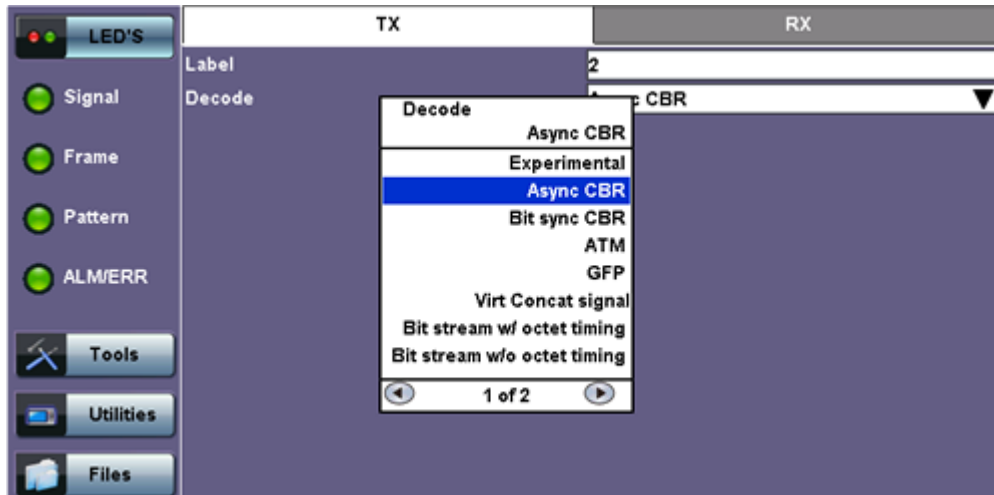 LED'S
TX
RX
Label
2
Signal
Decode
CBR
Decode
Async CBR
Frame
Experimental
Async CBR
Pattern
Bit sync CBR
ATM
ALM/ERR
GFP
Virt Concat signal
Bit stream w/ octet timing
Tools
Bit stream w/o octet timing
1 of 2
Utilities
Files